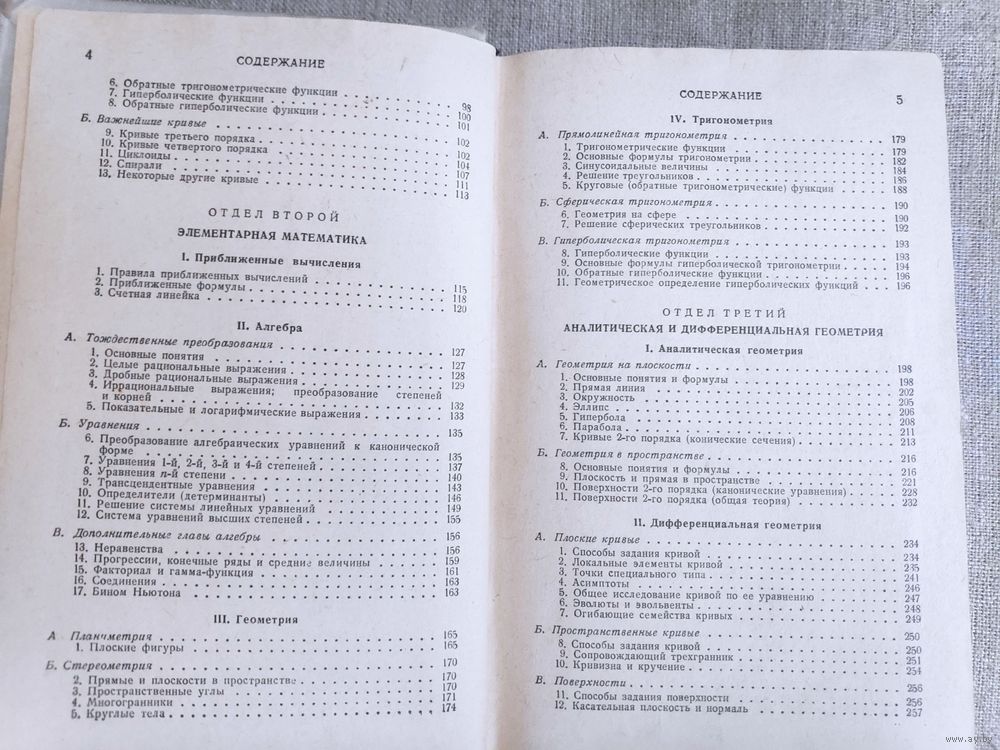 4
СОДЕРЖАНИЕ
6. Обратные тригонометрические функции . . . 98
7. Гиперболические функции . . . 100
8. Обратные гиперболические функции . . . 101
Б. Важнейшие кривые
9. Кривые третьего порядка . . . 102
10. Кривые четвертого порядка . . . 102
11. Циклоиды . . . 104
12. Спирали . . . 107
13. Некоторые другие кривые . . . 111
113
ОТДЕЛ ВТОРОЙ
ЭЛЕМЕНТАРНАЯ МАТЕМАТИКА
I. Приближенные вычисления
1. Правила приближенных вычислений . . . 115
2. Приближенные формулы . . . 118
3. Счетная линейка . . . 120
II. Алгебра
А. Тождественные преобразования . . . 127
1. Основные понятия . . . 127
2. Целые рациональные выражения . . . 128
3. Дробные рациональные выражения . . . 129
4. Иррациональные выражения; преобразование степеней
и корней . . . 132
5. Показательные и логарифмические выражения . . . 133
Б. Уравнения . . . 135
6. Преобразование алгебраических уравнений к канонической
форме . . . 135
7. Уравнения 1-й, 2-й, 3-й и 4-й степеней . . . 137
8. Уравнения n-й степени . . . 140
9. Трансцендентные уравнения . . . 143
10. Определители (детерминанты) . . . 146
11. Решение системы линейных уравнений . . . 149
12. Система уравнений высших степеней . . . 155
В. Дополнительные главы алгебры . . . 156
13. Неравенства . . . 156
14. Прогрессии, конечные ряды и средние величины . . . 159
15. Факториал и гамма-функция . . . 161
16. Соединения . . . 163
17. Бином Ньютона . . . 163
III. Геометрия
А Планиметрия . . . 165
1. Плоские фигуры . . . 165
Б. Стереометрия . . . 170
2. Прямые и плоскости в пространстве . . . 170
3. Пространственные углы . . . 170
4. Многогранники . . . 171
5. Круглые тела . . . 174
СОДЕРЖАНИЕ
5
IV. Тригонометрия
А. Прямолинейная тригонометрия . . . 179
1. Тригонометрические функции . . . 179
2. Основные формулы тригонометрии . . . 182
3. Синусоидальные величины . . . 184
4. Решение треугольников . . . 186
5. Круговые (обратные тригонометрические) функции . . . 188
Б. Сферическая тригонометрия . . . 190
6. Геометрия на сфере . . . 190
7. Решение сферических треугольников . . . 192
В. Гиперболическая тригонометрия . . . 193
8. Гиперболические функции . . . 193
9. Основные формулы гиперболической тригонометрии . . . 194
10. Обратные гиперболические функции . . . 196
11. Геометрическое определение гиперболических функций . . . 196
ОТДЕЛ ТРЕТИЙ
АНАЛИТИЧЕСКАЯ И ДИФФЕРЕНЦИАЛЬНАЯ ГЕОМЕТРИЯ
I. Аналитическая геометрия
А. Геометрия на плоскости . . . 198
1. Основные понятия и формулы . . . 198
2. Прямая линия . . . 202
3. Окружность . . . 205
4. Эллипс . . . 206
5. Гипербола . . . 208
6. Парабола . . . 211
7. Кривые 2-го порядка (конические сечения) . . . 213
Б. Геометрия в пространстве . . . 216
8. Основные понятия и формулы . . . 216
9. Плоскость и прямая в пространстве . . . 221
10. Поверхности 2-го порядка (канонические уравнения) . . . 228
11. Поверхности 2-го порядка (общая теория) . . . 232
II. Дифференциальная геометрия
А. Плоские кривые . . . 234
1. Способы задания кривой . . . 234
2. Локальные элементы кривой . . . 235
3. Точки специального типа . . . 241
4. Асимптоты . . . 246
5. Общее исследование кривой по ее уравнению . . . 247
6. Эволюты и эвольвенты . . . 248
7. Огибающие семейства кривых . . . 249
Б. Пространственные кривые . . . 250
8. Способы задания кривой . . . 250
9. Сопровождающий трехгранник . . . 251
10. Кривизна и кручение . . . 254
В. Поверхности . . . 256
11. Способы задания поверхности . . . 256
12. Касательная плоскость и нормаль . . . 257
www.ay.by